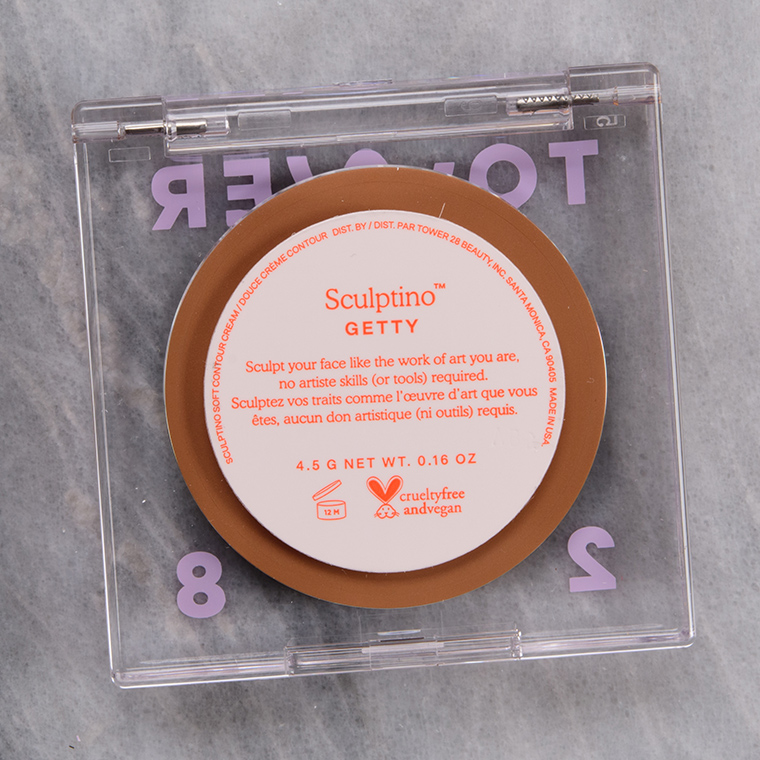 TOWER
SCULPTINO SOFT CONTOUR CREAM / DOUCE CRÈME CONTOUR DIST. BY / DIST. PAR TOWER 28 BEAUTY, INC. SANTA MONICA, CA 90405 MADE IN USA.
Sculptino™
GETTY
Sculpt your face like the work of art you are,
no artiste skills (or tools) required.
Sculptez vos traits comme l'œuvre d'art que vous
êtes, aucun don artistique (ni outils) requis.
4.5 G NET WT. 0.16 OZ
12 M
crueltyfree
andvegan
28